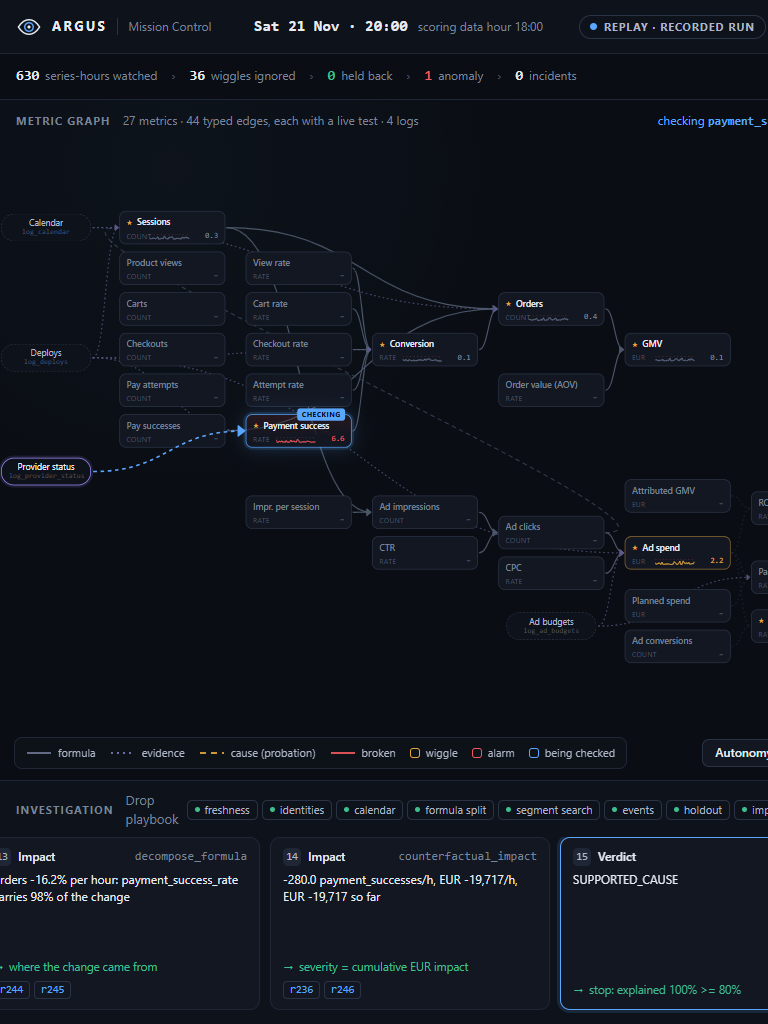 ARGUS Mission Control Sat 21 Nov · 20:00 scoring data hour 18:00 REPLAY · RECORDED RUN
630 series-hours watched › 36 wiggles ignored › 0 held back › 1 anomaly › 0 incidents
METRIC GRAPH 27 metrics · 44 typed edges, each with a live test · 4 logs checking payment_s
Calendar
log_calendar
★ Sessions
COUNT 0.3
Product views
COUNT –
View rate
RATE –
Carts
COUNT –
Cart rate
RATE –
★ Orders
COUNT 0.4
Deploys
log_deploys
Checkouts
COUNT –
Checkout rate
RATE –
★ Conversion
RATE 0.1
★ GMV
EUR 0.1
Pay attempts
COUNT –
Attempt rate
RATE –
Order value (AOV)
RATE –
CHECKING
Pay successes
COUNT –
★ Payment success
RATE 6.6
Provider status
log_provider_status
Attributed GMV
EUR –
RO
RA
Impr. per session
RATE –
Ad impressions
COUNT –
Ad clicks
COUNT –
CTR
RATE –
★ Ad spend
EUR 2.2
CPC
RATE –
Pa
RA
Planned spend
EUR –
Ad budgets
log_ad_budgets
★
RA
Ad conversions
COUNT –
formula evidence cause (probation) broken wiggle alarm being checked
Autonomy
INVESTIGATION Drop playbook freshness identities calendar formula split segment search events holdout imp
13 Impact decompose_formula
rders -16.2% per hour: payment_success_rate
arries 98% of the change
→ where the change came from
r244 r245
14 Impact counterfactual_impact
-280.0 payment_successes/h, EUR -19,717/h,
EUR -19,717 so far
→ severity = cumulative EUR impact
r236 r246
15 Verdict
SUPPORTED_CAUSE
→ stop: explained 100% >= 80%